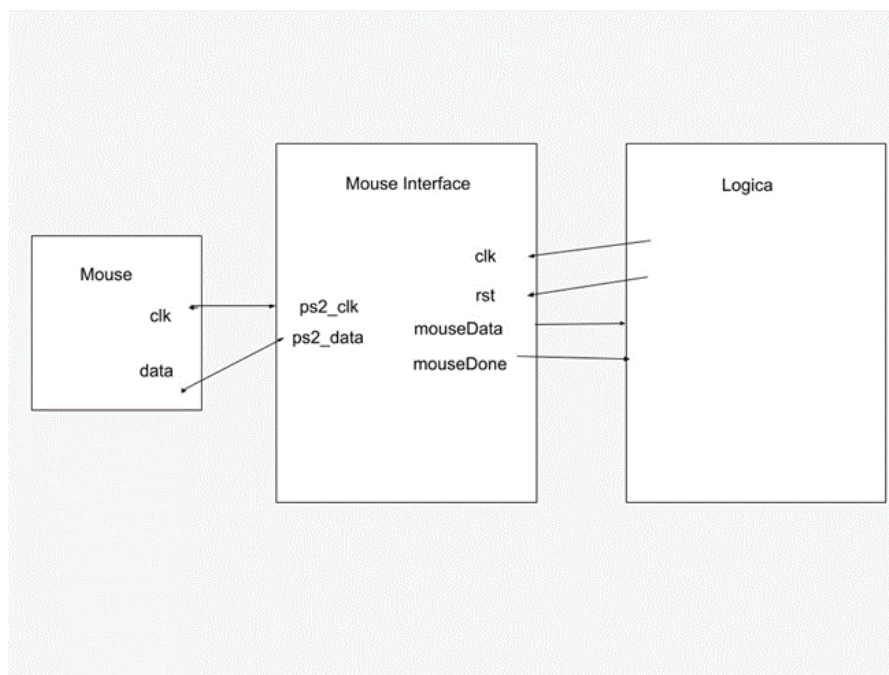 Mouse
clk
data
Mouse Interface
ps2_clk
ps2_data
clk
rst
mouseData
mouseDone
Logica